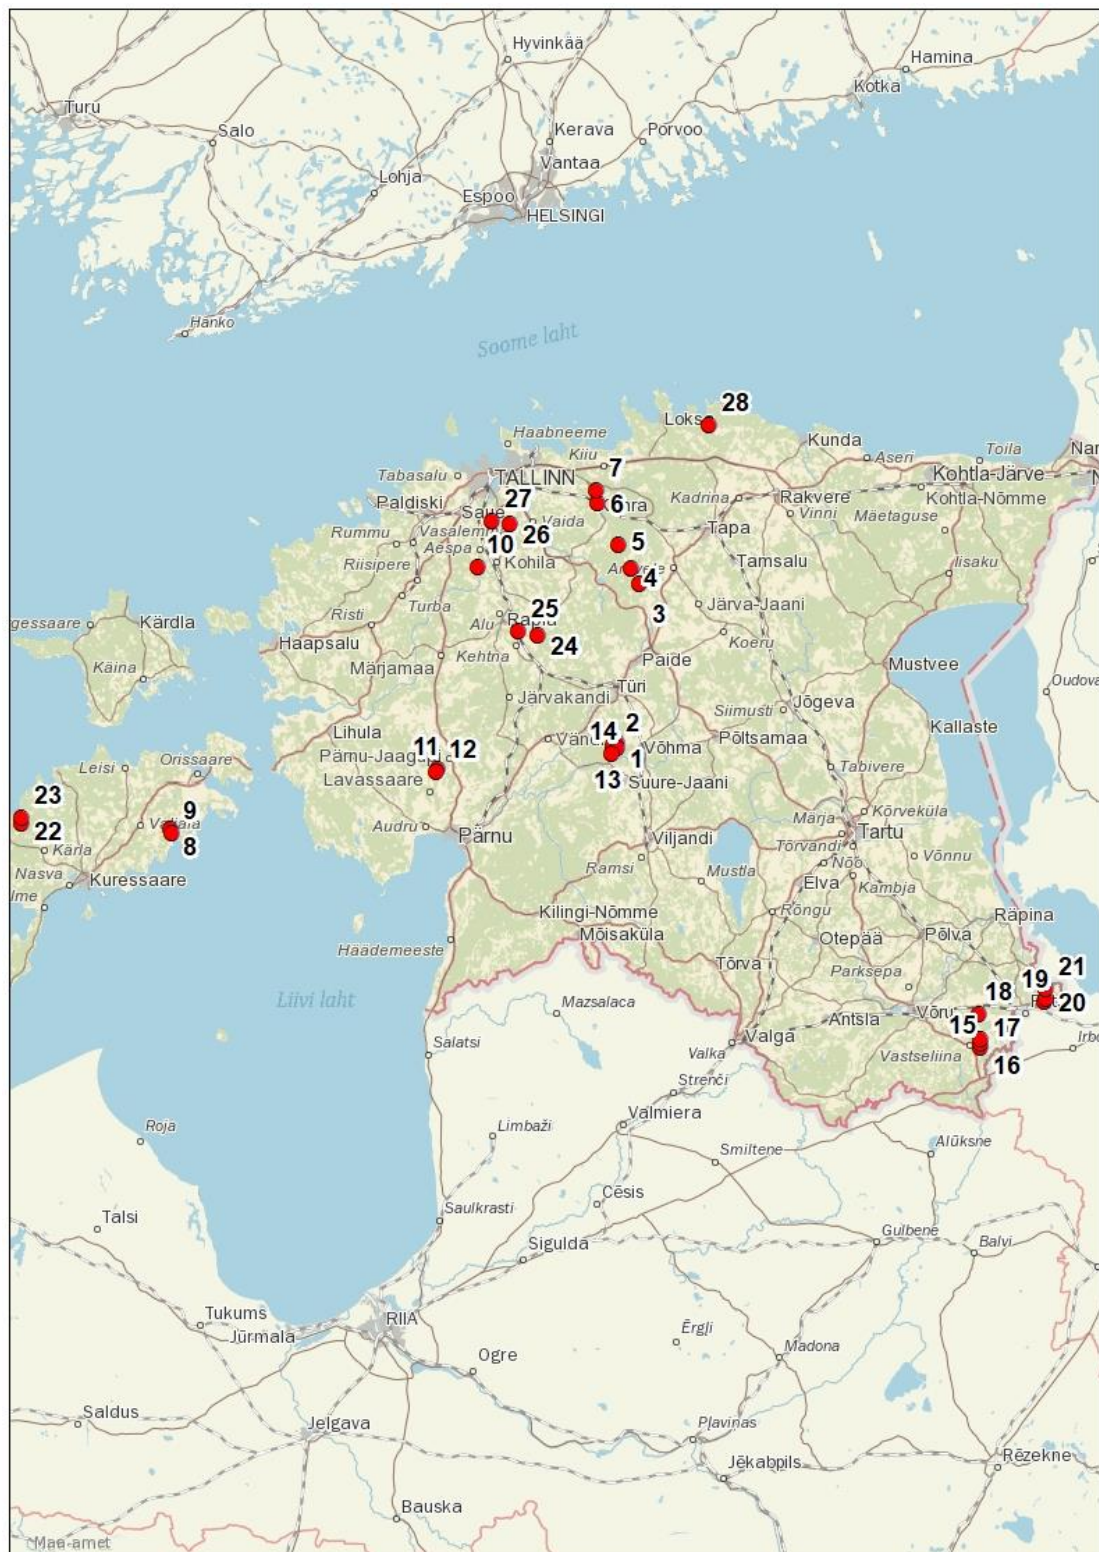 Hyvinkää
Hamina
Kotka
Turu
Salo
Kerava
Porvoo
Vantaa
Lohja
Espoo
HELSINGI
Hanko
Soome laht
28
Loksa
Haabneeme
Kunda
Toila
Kiiu
7
Aseri
Tabasalu
TALLINN
Kohtla-Järve
Paldiski
27
Kadrina
Rakvere
Kohtla-Nõmme
Saue
6
Vinni
Rummu
Vasalemma
Vaida
26
Tapa
Mäetaguse
Aespa
10
5
Riisipere
Kohila
Tamsalu
Iisaku
4
Turba
25
3
Järva-Jaani
Kärdla
Risti
Alu
Rapla
Koeru
Haapsalu
24
Käina
Märjamaa
Kehtna
Paide
Mustvee
Türi
Oudova
Järvakandi
Siimusti
Jõgeva
Lihula
14
2
Kallaste
Orissaare
11
12
Põltsamaa
Leisi
Võhma
1
Lavassaare
13
Suure-Jaani
Tabivere
23
9
Kõrveküla
22
Audru
Märja
Tartu
8
Pärnu
Viljandi
Tõrvandi
Kärla
Nõo
Võnnu
Nasva
Ramsi
Kuressaare
Mustla
Elva
Kambja
Kilingi-Nõmme
Rõngu
Räpina
Mõisaküla
Otepää
Põlva
Häädemeeste
Tõrva
Parksepa
21
19
Liivi laht
Mazsalaca
18
20
Antsla
Võru
15
17
Valga
Salatsi
Valka
Vastseliina
16
Strenči
Roja
Limbaži
Valmiera
Smiltene
Alūksne
Cēsis
Talsi
Saulkrasti
Gulbene
Sigulda
Balvi
Tukums
RIIA
Jūrmala
Ērgļi
Ogre
Madona
Saldus
Jelgava
Pļaviņas
Jēkabpils
Rēzekne
Bauska
Maa-amet